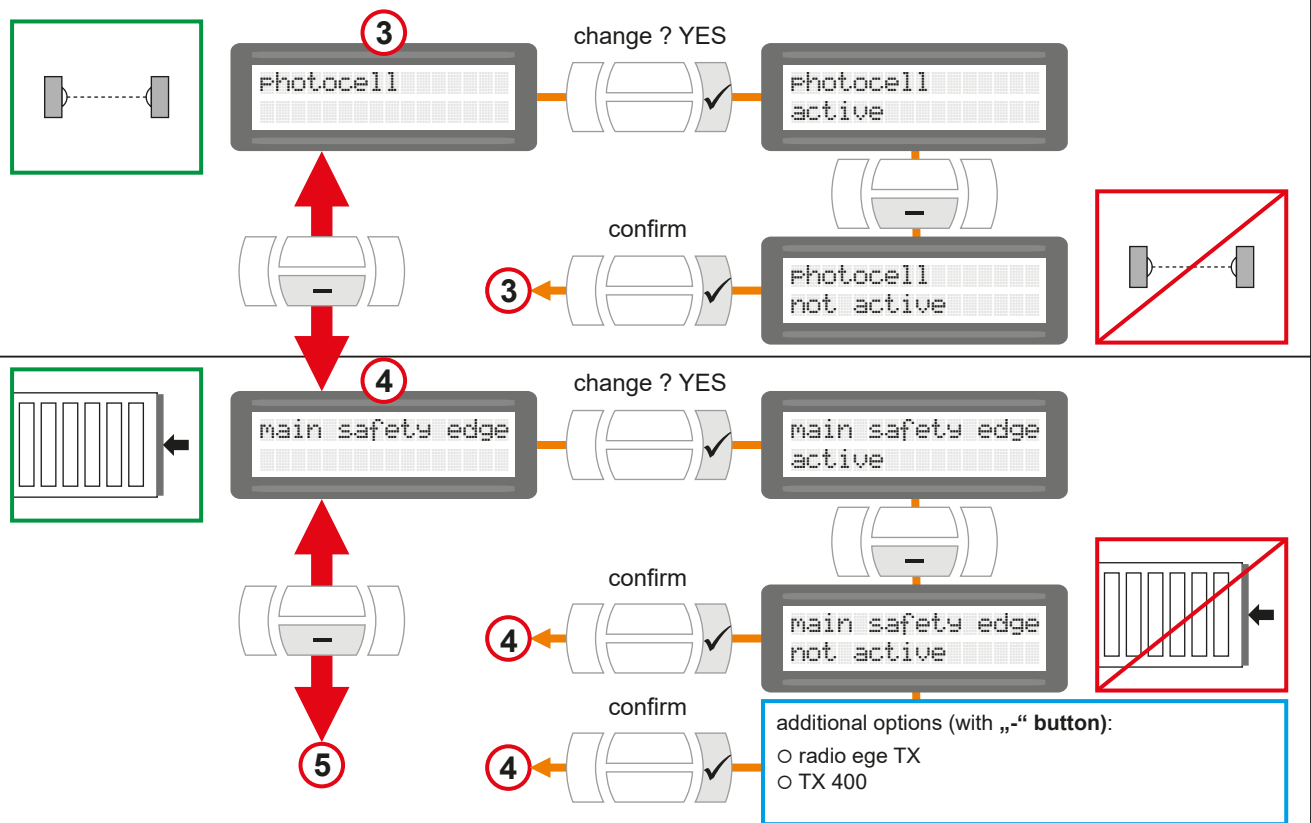 3
change ? YES
Photocell
Photocell
active
–
confirm
–
3
Photocell
not active
4
change ? YES
main safety edge
main safety edge
active
–
confirm
–
4
main safety edge
not active
confirm
additional options (with „-“ button):
5
4
○ radio ege TX
○ TX 400